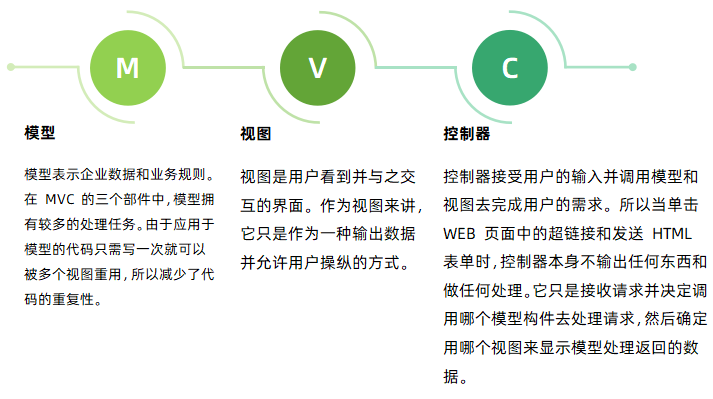 M
V
C
模型
模型表示企业数据和业务规则。
在 MVC 的三个部件中,模型拥
有较多的处理任务。由于应用于
模型的代码只需写一次就可以
被多个视图重用,所以减少了代
码的重复性。
视图
视图是用户看到并与之交
互的界面。作为视图来讲,
它只是作为一种输出数据
并允许用户操纵的方式。
控制器
控制器接受用户的输入并调用模型和
视图去完成用户的需求。所以当单击
WEB 页面中的超链接和发送 HTML
表单时,控制器本身不输出任何东西和
做任何处理。它只是接收请求并决定调
用哪个模型构件去处理请求,然后确定
用哪个视图来显示模型处理返回的数
据。